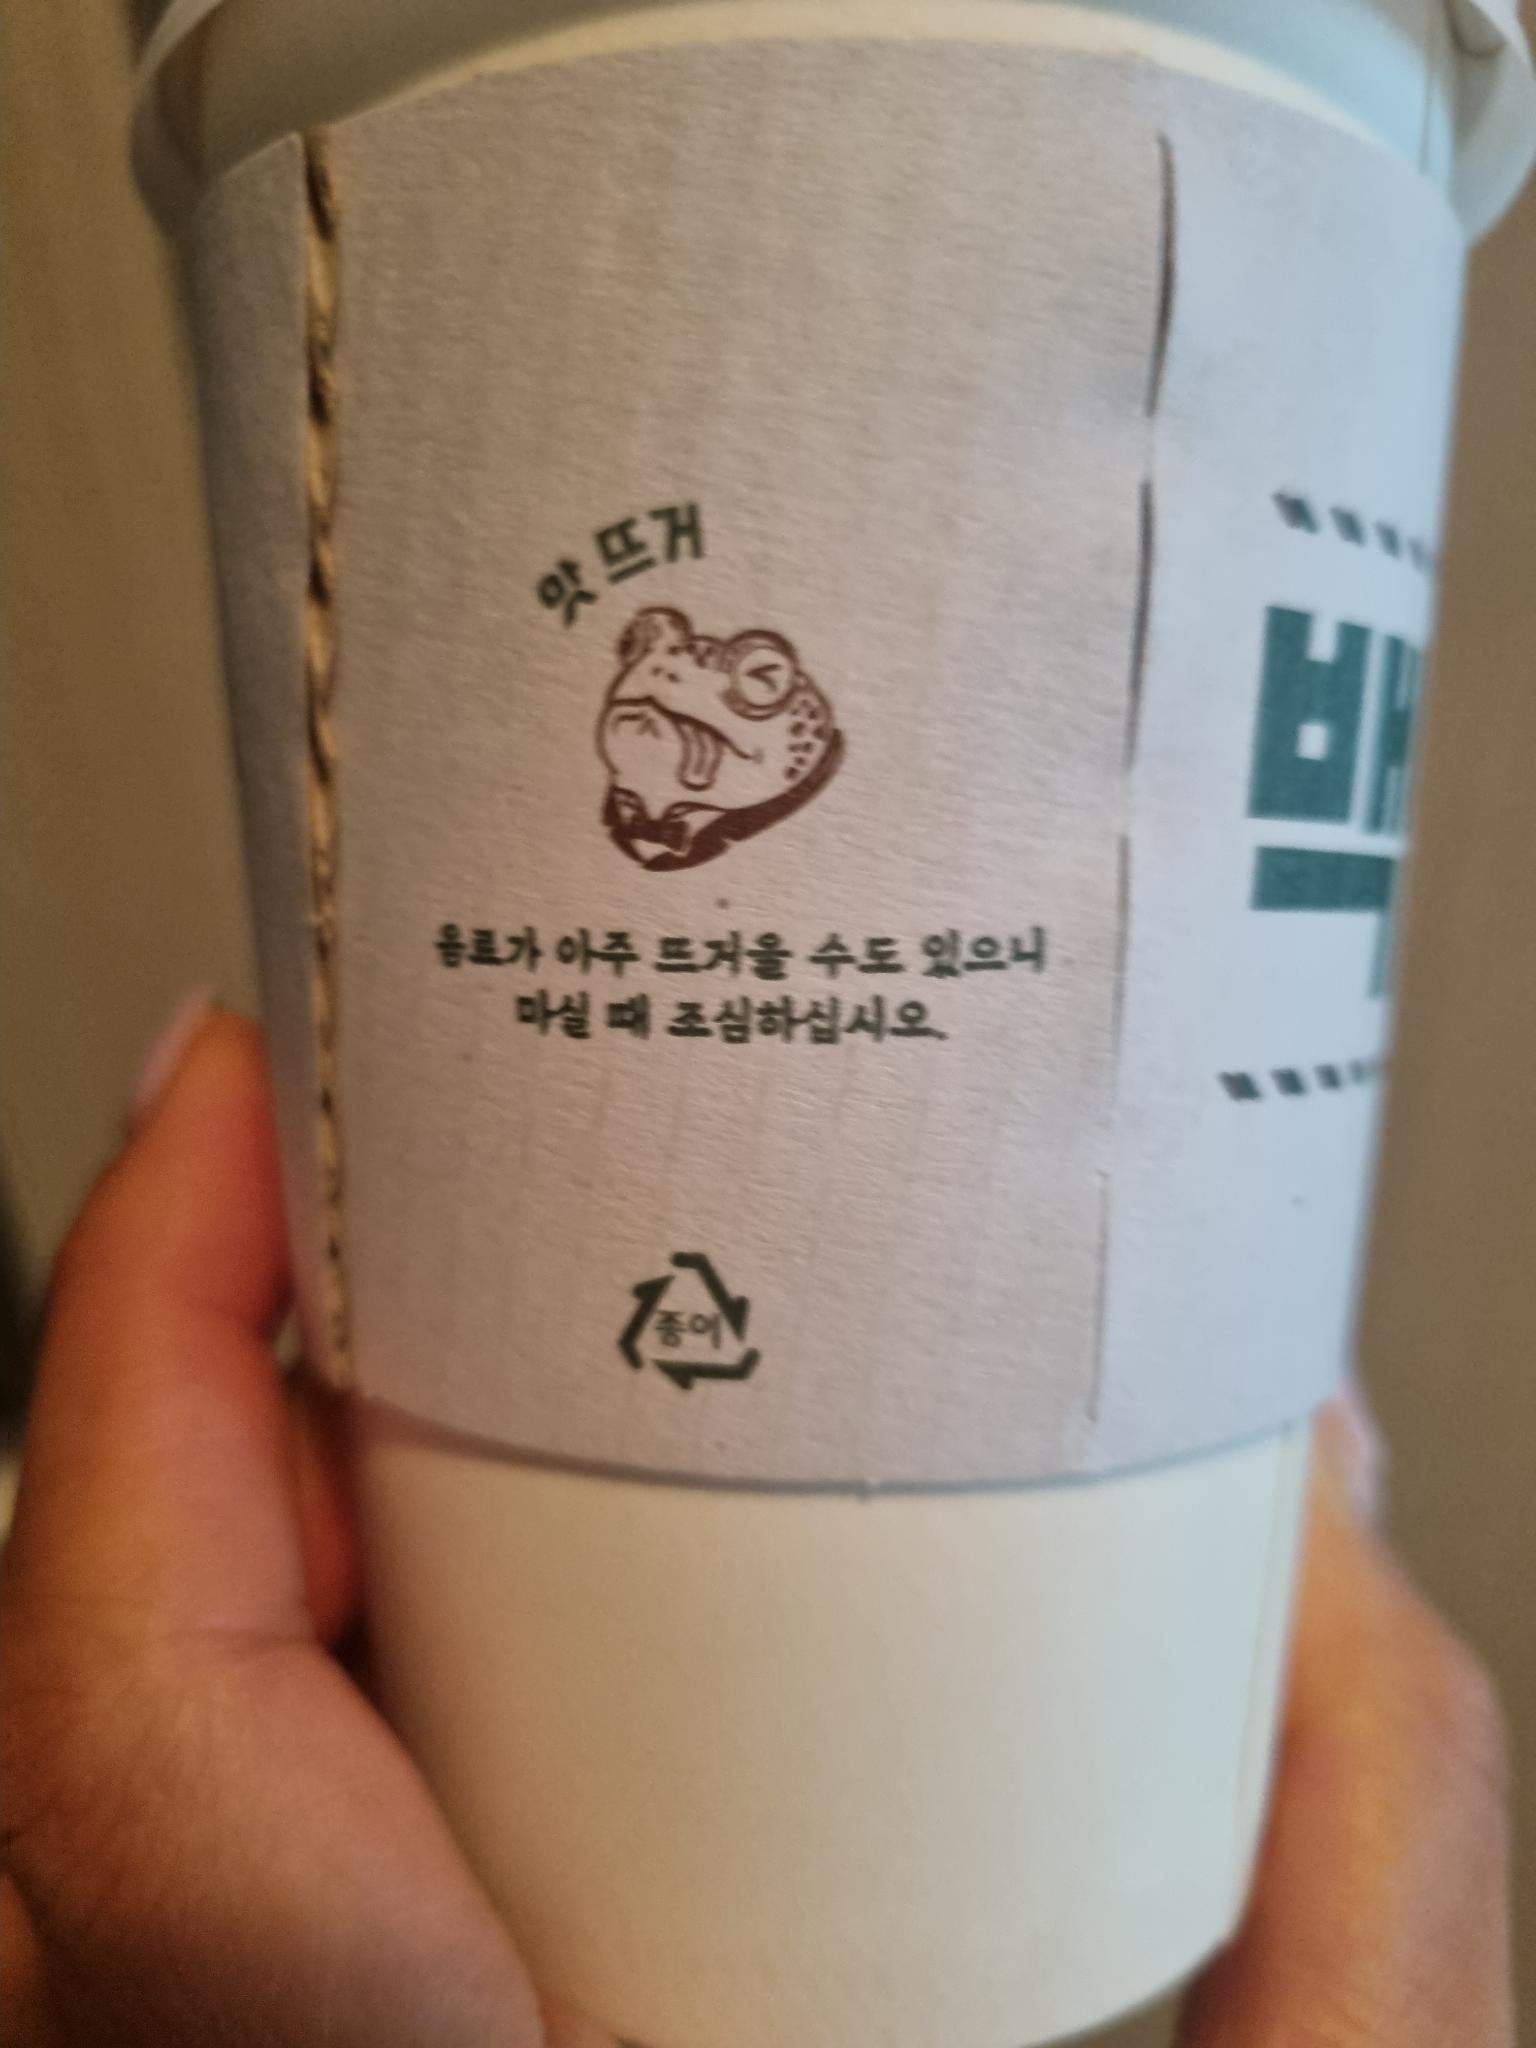 앗 뜨거
음료가 아주 뜨거울 수도 있으니
마실 때 조심하십시오.
종이